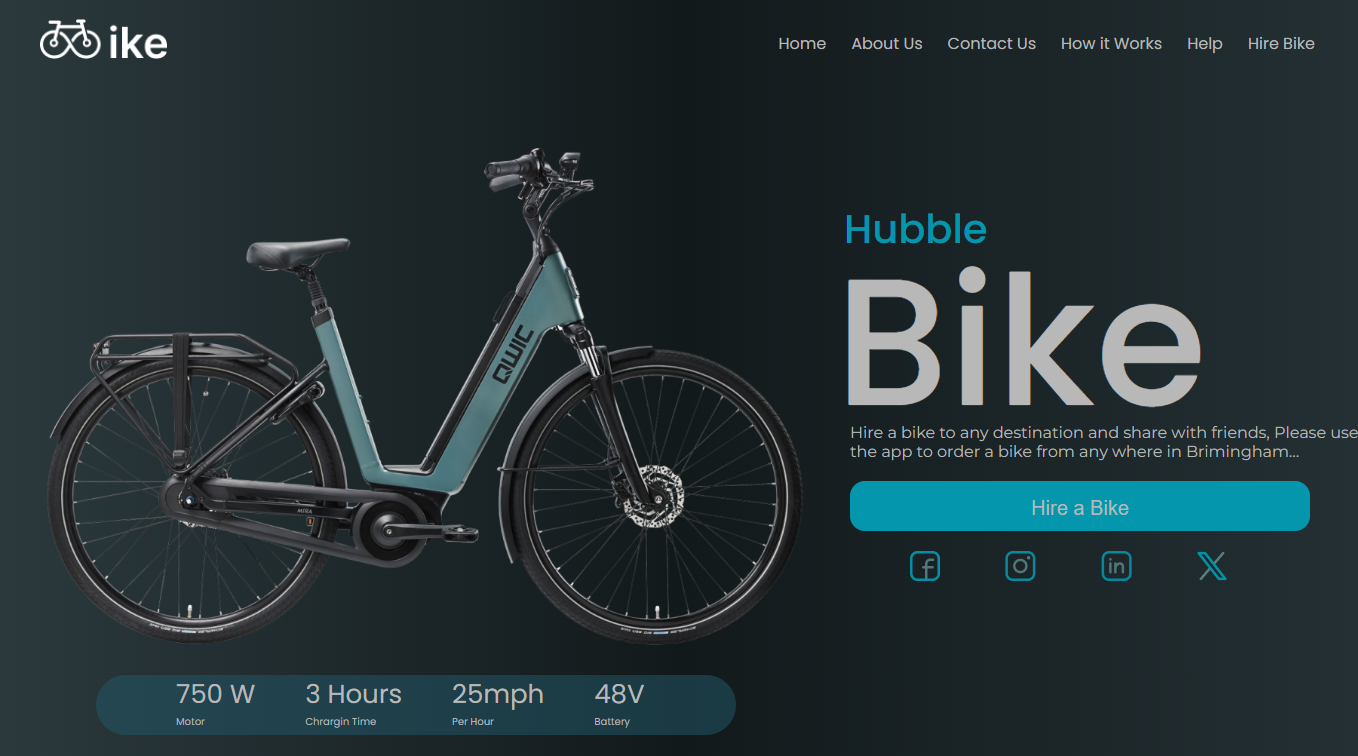 ike
Home About Us Contact Us How it Works Help Hire Bike
Hubble
Bike
QWIC
MIRA
Hire a bike to any destination and share with friends, Please use
the app to order a bike from any where in Brimingham...
Hire a Bike
750 W 3 Hours 25mph 48V
Motor Chrargin Time Per Hour Battery